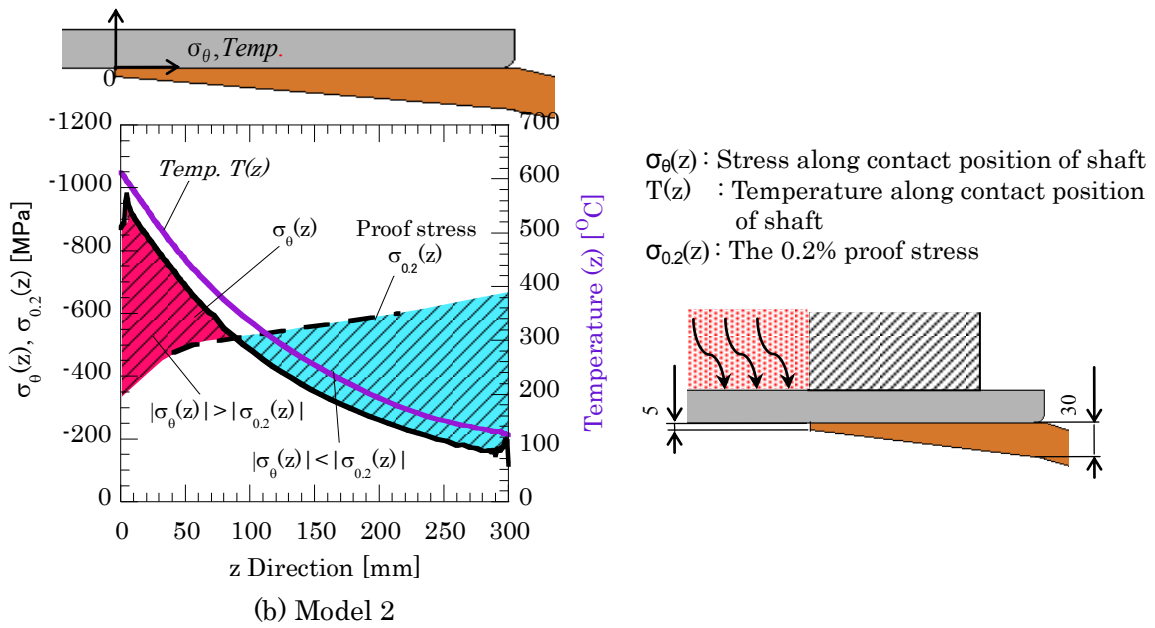 σθ,Temp.
0
-1200
-1000
-800
-600
-400
-200
0
σθ(z), σ0.2(z) [MPa]
700
600
500
400
300
200
100
0
Temperature (z) [OC]
Temp. T(z)
σθ(z)
Proof stress
σ0.2(z)
|σθ(z)|>|σ0.2(z)|
|σθ(z)|<|σ0.2(z)|
0 50 100 150 200 250 300
z Direction [mm]
(b) Model 2
σθ(z) : Stress along contact position of shaft
T(z) : Temperature along contact position
of shaft
σ0.2(z) : The 0.2% proof stress
5
30